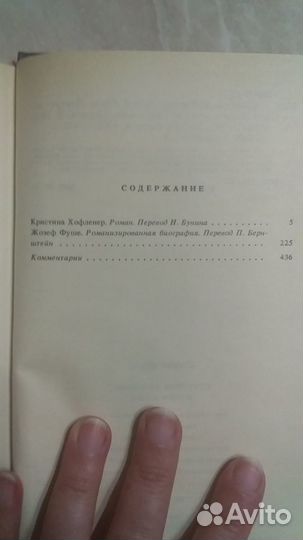 СОДЕРЖАНИЕ
Кристина Хофленер. Роман. Перевод Н. Бунина . . . . . . . . . . 5
Жозеф Фуше. Романизированная биография. Перевод П. Берн-
штейн . . . . . . . . . . . . . . . . . . . . . . . . . . . . 225
Комментарии . . . . . . . . . . . . . . . . . . . . . . . . . 436
Avito